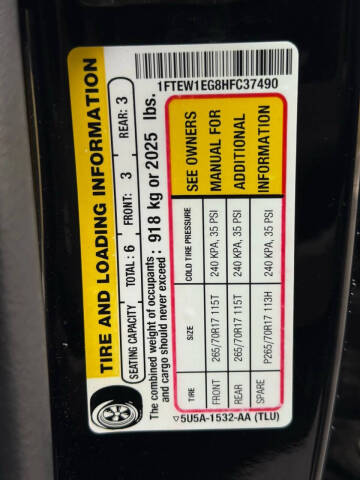 1FTEW1EG8HFC37490
TIRE AND LOADING INFORMATION
SEATING CAPACITY TOTAL : 6 FRONT: 3 REAR: 3
The combined weight of occupants
and cargo should never exceed : 918 kg or 2025 lbs.
TIRE SIZE COLD TIRE PRESSURE
FRONT 265/70R17 115T 240 KPA, 35 PSI
REAR 265/70R17 115T 240 KPA, 35 PSI
SPARE P265/70R17 113H 240 KPA, 35 PSI
SEE OWNERS
MANUAL FOR
ADDITIONAL
INFORMATION
▽5U5A-1532-AA (TLU)